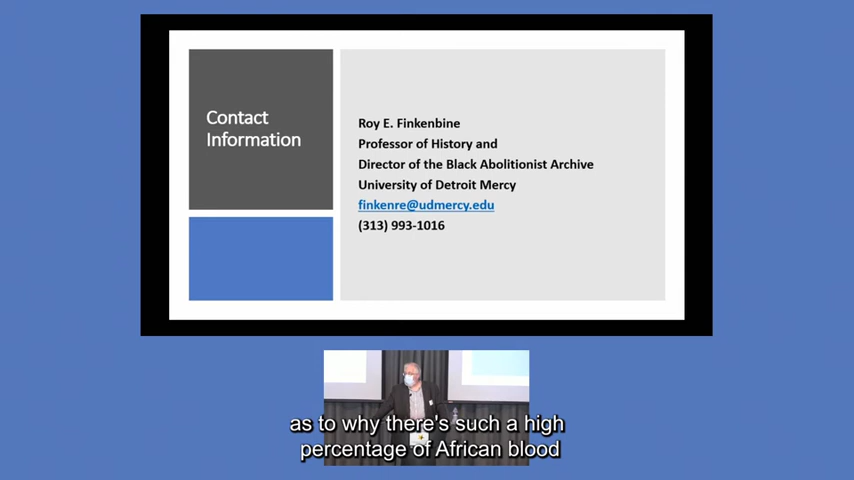 Contact
Information
Roy E. Finkenbine
Professor of History and
Director of the Black Abolitionist Archive
University of Detroit Mercy
finkenre@udmercy.edu
(313) 993-1016
as to why there's such a high
percentage of African blood